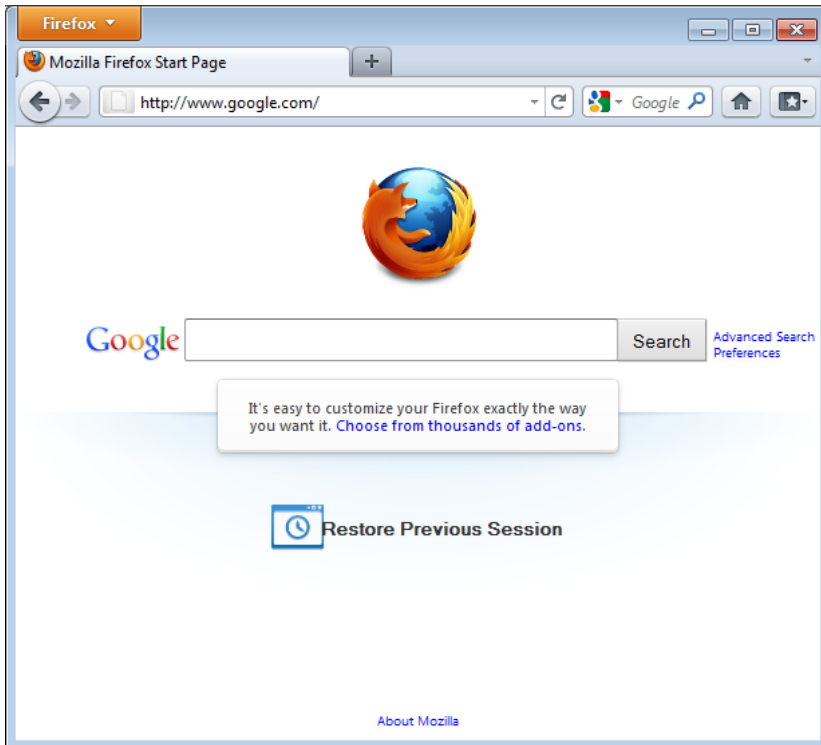 Firefox
Mozilla Firefox Start Page
http://www.google.com/
Google
Google
Search
Advanced Search
Preferences
It's easy to customize your Firefox exactly the way
you want it. Choose from thousands of add-ons.
Restore Previous Session
About Mozilla